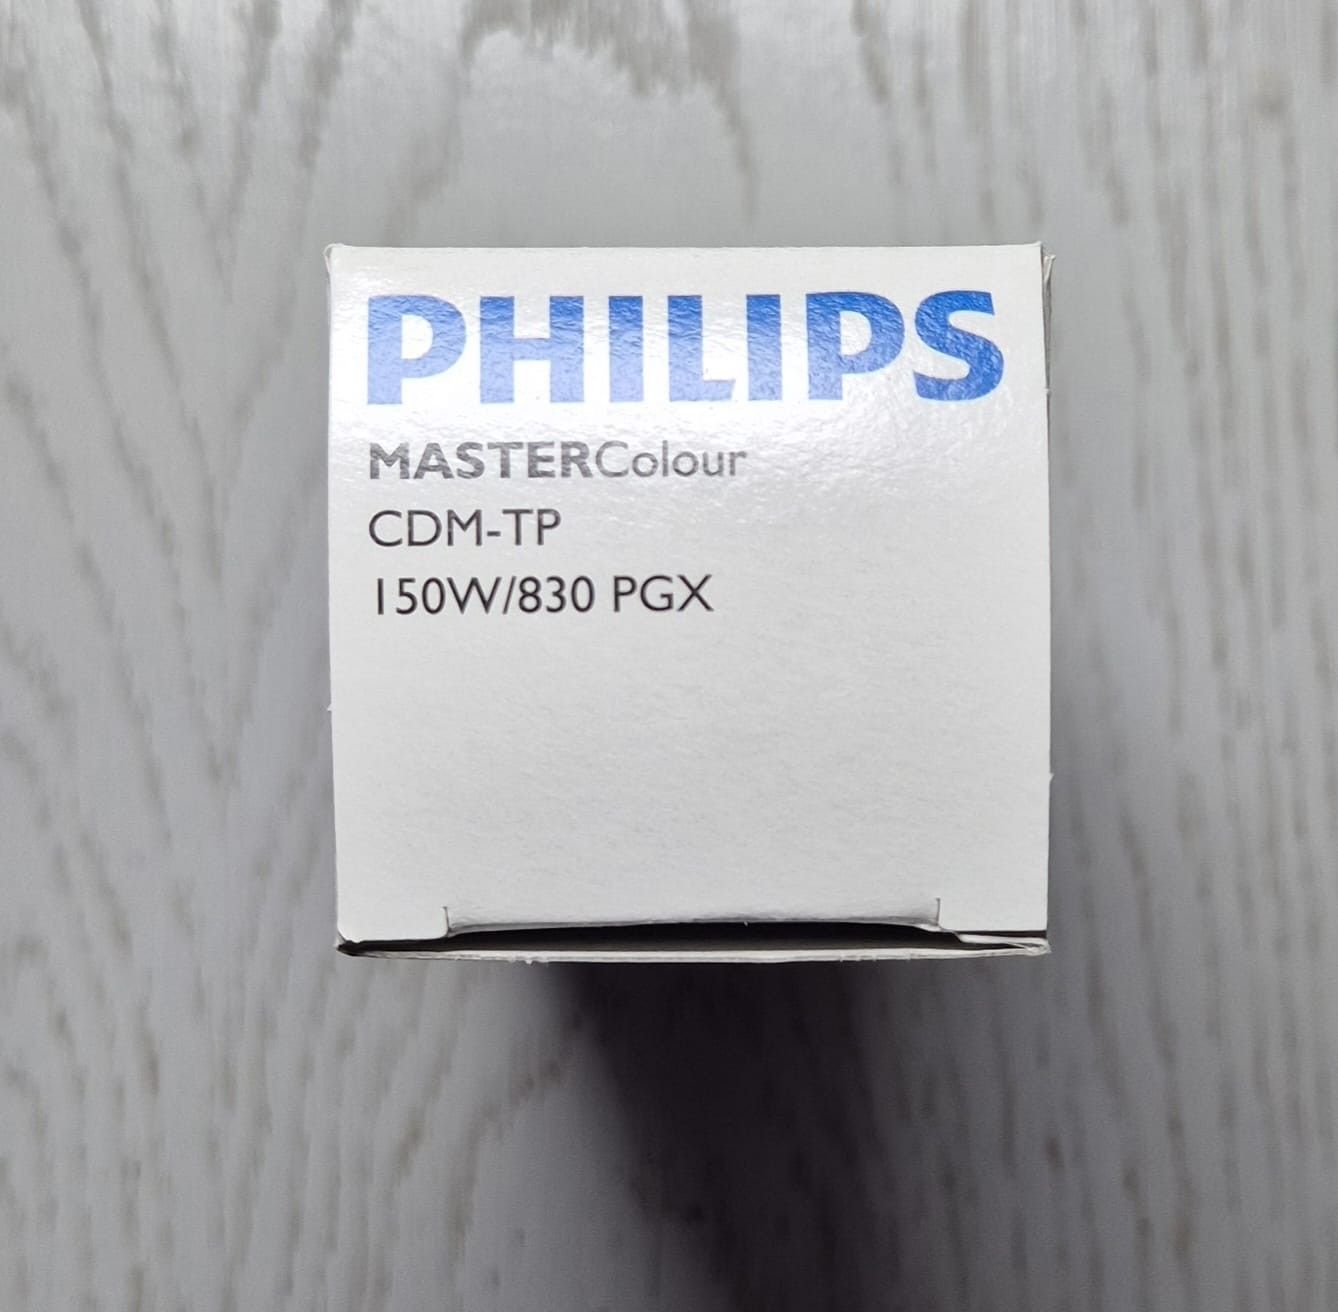 PHILIPS
MASTERColour
CDM-TP
150W/830 PGX